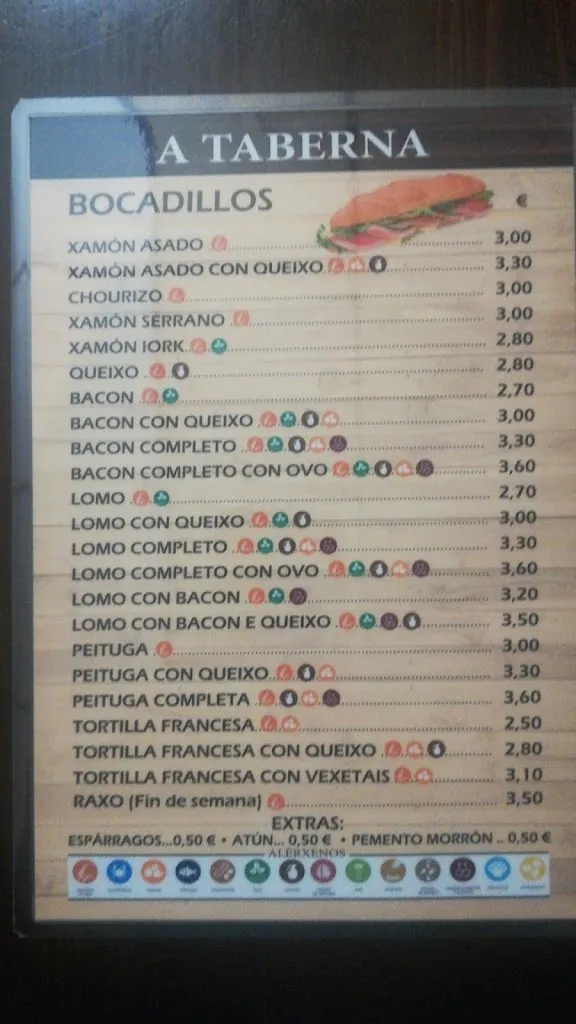 A TABERNA
BOCADILLOS €
XAMÓN ASADO 3,00
XAMÓN ASADO CON QUEIXO 3,30
CHOURIZO 3,00
XAMÓN SERRANO 3,00
XAMÓN IORK 2,80
QUEIXO 2,80
BACON 2,70
BACON CON QUEIXO 3,00
BACON COMPLETO 3,30
BACON COMPLETO CON OVO 3,60
LOMO 2,70
LOMO CON QUEIXO 3,00
LOMO COMPLETO 3,30
LOMO COMPLETO CON OVO 3,60
LOMO CON BACON 3,20
LOMO CON BACON E QUEIXO 3,50
PEITUGA 3,00
PEITUGA CON QUEIXO 3,30
PEITUGA COMPLETA 3,60
TORTILLA FRANCESA 2,50
TORTILLA FRANCESA CON QUEIXO 2,80
TORTILLA FRANCESA CON VEXETAIS 3,10
RAXO (Fin de semana) 3,50
EXTRAS:
ESPÁRRAGOS...0,50 € • ATÚN... 0,50 € • PEMENTO MORRÓN .. 0,50 €
ALÉRXENOS